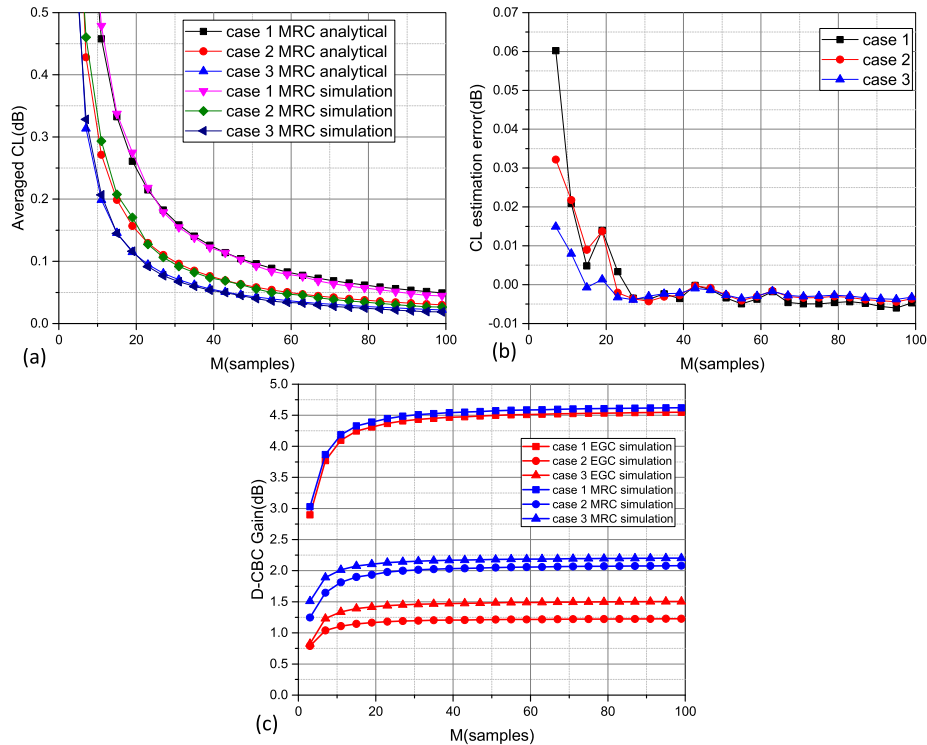 0.5
0.4
0.3
0.2
0.1
0.0
Averaged CL(dB)
case 1 MRC analytical
case 2 MRC analytical
case 3 MRC analytical
case 1 MRC simulation
case 2 MRC simulation
case 3 MRC simulation
0 20 40 60 80 100
M(samples)
(a)
0.07
0.06
0.05
0.04
0.03
0.02
0.01
0.00
-0.01
CL estimation error(dB)
case 1
case 2
case 3
0 20 40 60 80 100
M(samples)
(b)
5.0
4.5
4.0
3.5
3.0
2.5
2.0
1.5
1.0
0.5
0.0
D-CBC Gain(dB)
case 1 EGC simulation
case 2 EGC simulation
case 3 EGC simulation
case 1 MRC simulation
case 2 MRC simulation
case 3 MRC simulation
0 20 40 60 80 100
M(samples)
(c)